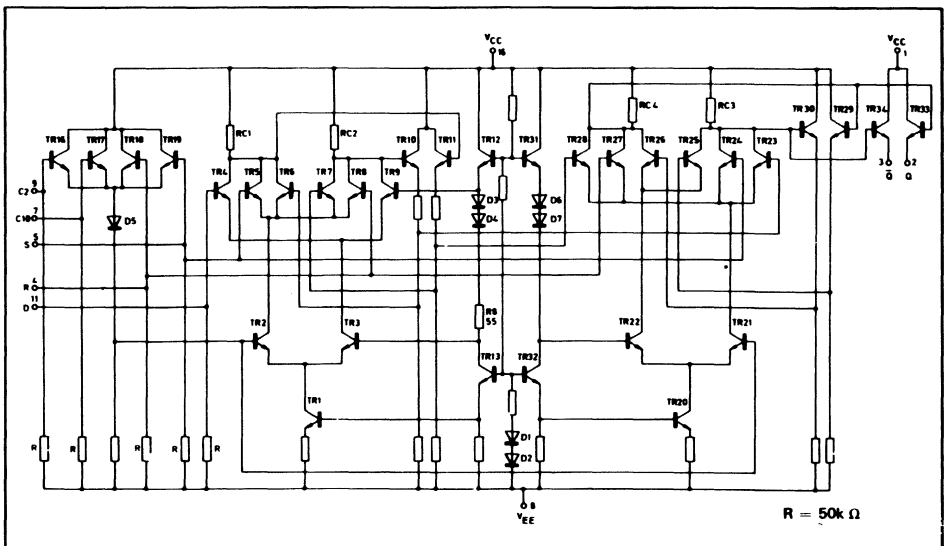 VCC
16
VCC
1
TR16
TR17
TR18
TR19
RC1
RC2
TR10
TR11
TR12
TR31
RC4
RC3
TR30
TR29
TR34
TR33
TR4
TR5
TR6
TR7
TR8
TR9
TR28
TR27
TR26
TR25
TR24
TR23
3
2
Q̅
Q
9
C2
D5
D3
D4
D6
D7
7
5
S
4
R
11
D
R8
55
TR2
TR3
TR22
TR21
TR13
TR32
TR1
TR20
D1
D2
R
R
R
R
R
8
VEE
R = 50k Ω